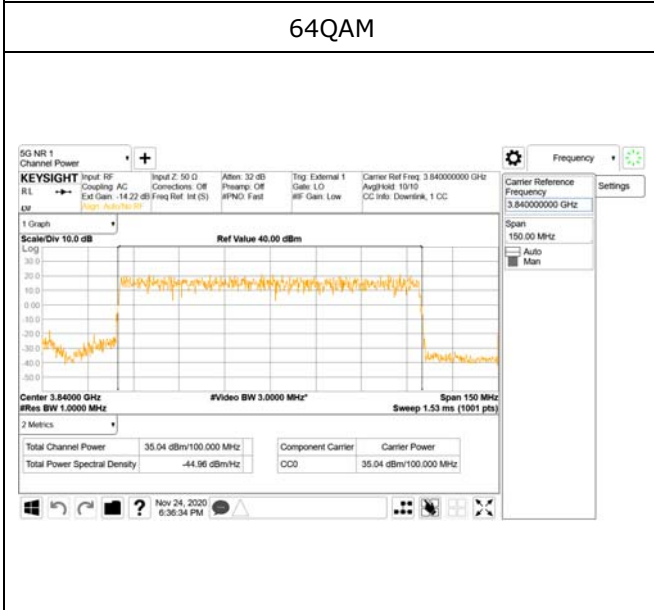 64QAM
5G NR 1
Channel Power
+
Frequency
KEYSIGHT
Input: RF
Input Z: 50 Ω
Atten: 32 dB
Trig: External 1
Carrier Ref Freq: 3.840000000 GHz
RL
Coupling: AC
Corrections: Off
Preamp: Off
Gate: LO
Avg|Hold: 10/10
Ext Gain: -14.22 dB
Freq Ref: Int (S)
#PNO: Fast
#IF Gain: Low
CC Info: Downlink, 1 CC
Align: Auto/No RF
Carrier Reference
Frequency
3.840000000 GHz
Settings
Span
150.00 MHz
Auto
Man
1 Graph
Scale/Div 10.0 dB
Ref Value 40.00 dBm
Log
30.0
20.0
10.0
0.00
-10.0
-20.0
-30.0
-40.0
-50.0
Center 3.84000 GHz
#Video BW 3.0000 MHz*
Span 150 MHz
#Res BW 1.0000 MHz
Sweep 1.53 ms (1001 pts)
2 Metrics
Total Channel Power
35.04 dBm/100.000 MHz
Total Power Spectral Density
-44.96 dBm/Hz
Component Carrier
Carrier Power
CC0
35.04 dBm/100.000 MHz
?
Nov 24, 2020
6:36:34 PM